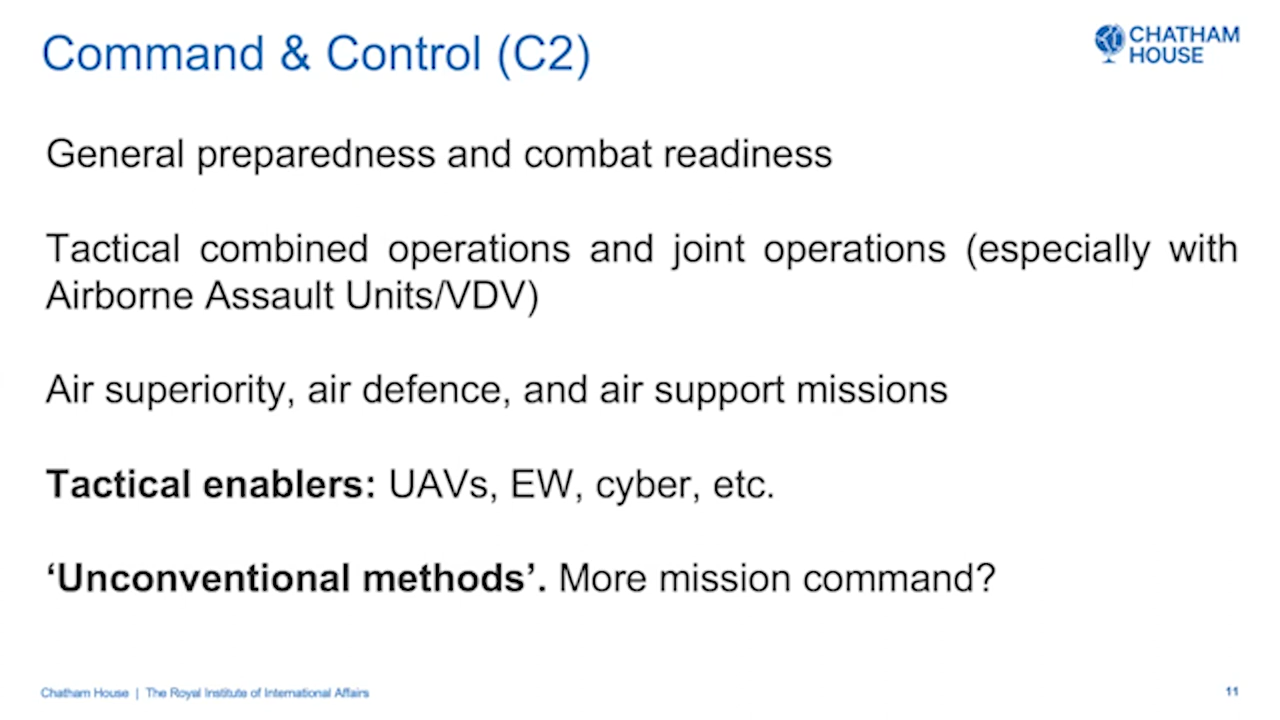 Command & Control (C2)
CHATHAM
HOUSE
General preparedness and combat readiness
Tactical combined operations and joint operations (especially with
Airborne Assault Units/VDV)
Air superiority, air defence, and air support missions
Tactical enablers: UAVs, EW, cyber, etc.
‘Unconventional methods’. More mission command?
Chatham House | The Royal Institute of International Affairs
11